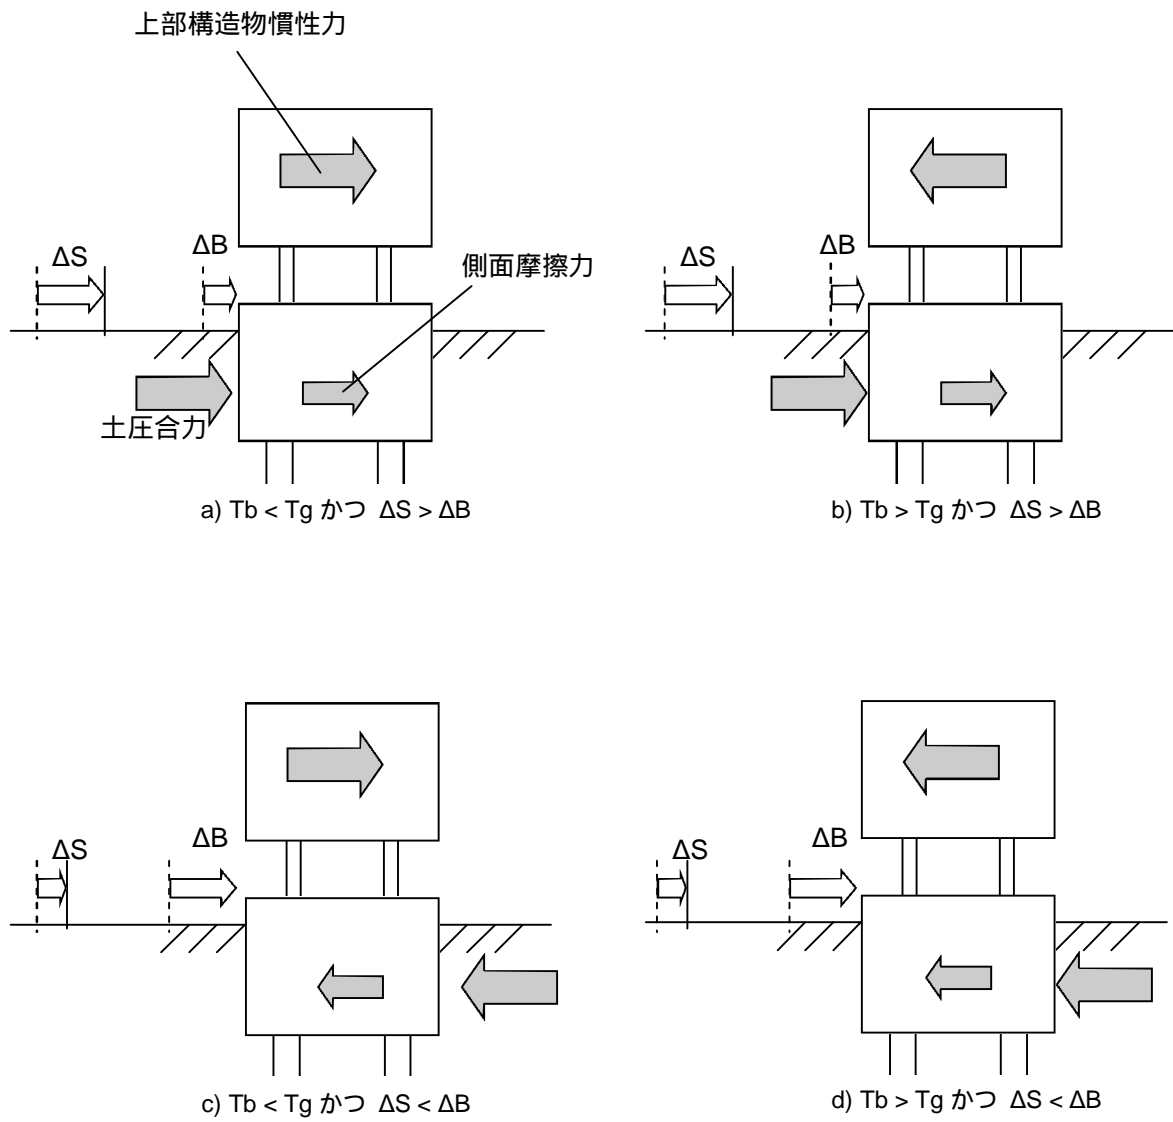 上部構造物慣性力
ΔS
ΔB
側面摩擦力
土圧合力
a) Tb < Tg かつ ΔS > ΔB
ΔS
ΔB
b) Tb > Tg かつ ΔS > ΔB
ΔS
ΔB
c) Tb < Tg かつ ΔS < ΔB
ΔS
ΔB
d) Tb > Tg かつ ΔS < ΔB